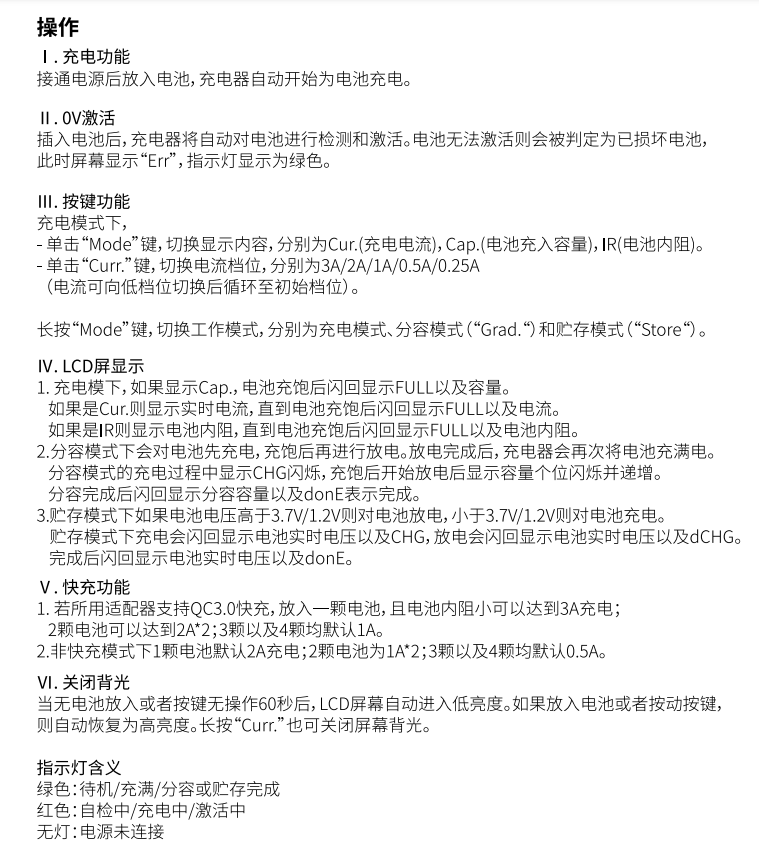 操作
Ⅰ. 充电功能
接通电源后放入电池，充电器自动开始为电池充电。
Ⅱ. 0V激活
插入电池后，充电器将自动对电池进行检测和激活。电池无法激活则会被判定为已损坏电池，
此时屏幕显示“Err”，指示灯显示为绿色。
Ⅲ. 按键功能
充电模式下，
- 单击“Mode”键，切换显示内容，分别为Cur.(充电电流)，Cap.(电池充入容量)，IR(电池内阻)。
- 单击“Curr.”键，切换电流档位，分别为3A/2A/1A/0.5A/0.25A
（电流可向低档位切换后循环至初始档位）。
长按“Mode”键，切换工作模式，分别为充电模式、分容模式（“Grad.“）和贮存模式（“Store“）。
Ⅳ. LCD屏显示
1. 充电模下，如果显示Cap.，电池充饱后闪回显示FULL以及容量。
如果是Cur.则显示实时电流，直到电池充饱后闪回显示FULL以及电流。
如果是IR则显示电池内阻，直到电池充饱后闪回显示FULL以及电池内阻。
2.分容模式下会对电池先充电，充饱后再进行放电。放电完成后，充电器会再次将电池充满电。
分容模式的充电过程中显示CHG闪烁，充饱后开始放电后显示容量个位闪烁并递增。
分容完成后闪回显示分容容量以及donE表示完成。
3.贮存模式下如果电池电压高于3.7V/1.2V则对电池放电，小于3.7V/1.2V则对电池充电。
贮存模式下充电会闪回显示电池实时电压以及CHG，放电会闪回显示电池实时电压以及dCHG。
完成后闪回显示电池实时电压以及donE。
Ⅴ. 快充功能
1. 若所用适配器支持QC3.0快充，放入一颗电池，且电池内阻小可以达到3A充电；
2颗电池可以达到2A*2；3颗以及4颗均默认1A。
2.非快充模式下1颗电池默认2A充电；2颗电池为1A*2；3颗以及4颗均默认0.5A。
Ⅵ. 关闭背光
当无电池放入或者按键无操作60秒后，LCD屏幕自动进入低亮度。如果放入电池或者按动按键，
则自动恢复为高亮度。长按“Curr.”也可关闭屏幕背光。
指示灯含义
绿色：待机/充满/分容或贮存完成
红色：自检中/充电中/激活中
无灯：电源未连接